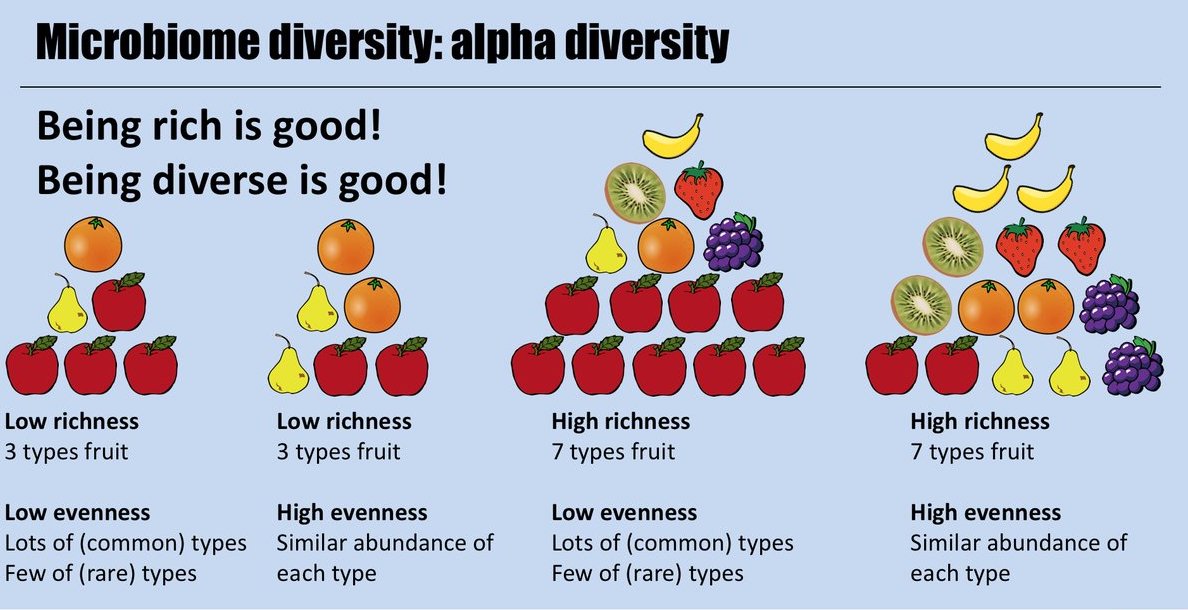 Microbiome diversity: alpha diversity
Being rich is good!
Being diverse is good!
Low richness
3 types fruit
Low evenness
Lots of (common) types
Few of (rare) types
Low richness
3 types fruit
High evenness
Similar abundance of
each type
High richness
7 types fruit
Low evenness
Lots of (common) types
Few of (rare) types
High richness
7 types fruit
High evenness
Similar abundance of
each type